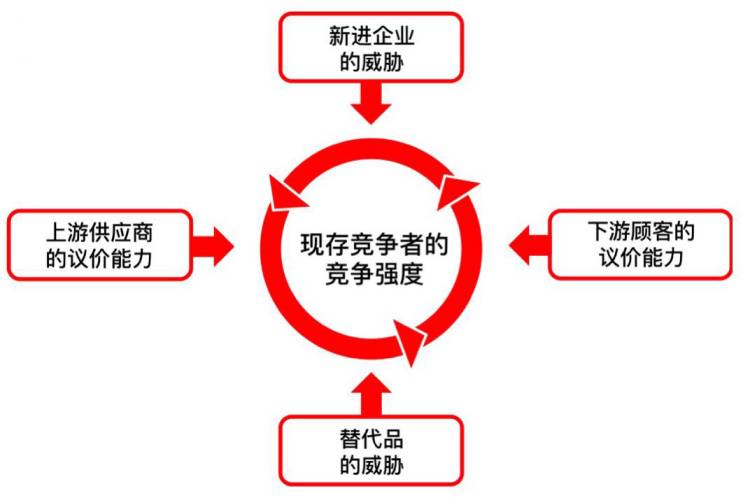 新进企业
的威胁
上游供应商
的议价能力
现存竞争者的
竞争强度
下游顾客的
议价能力
替代品
的威胁